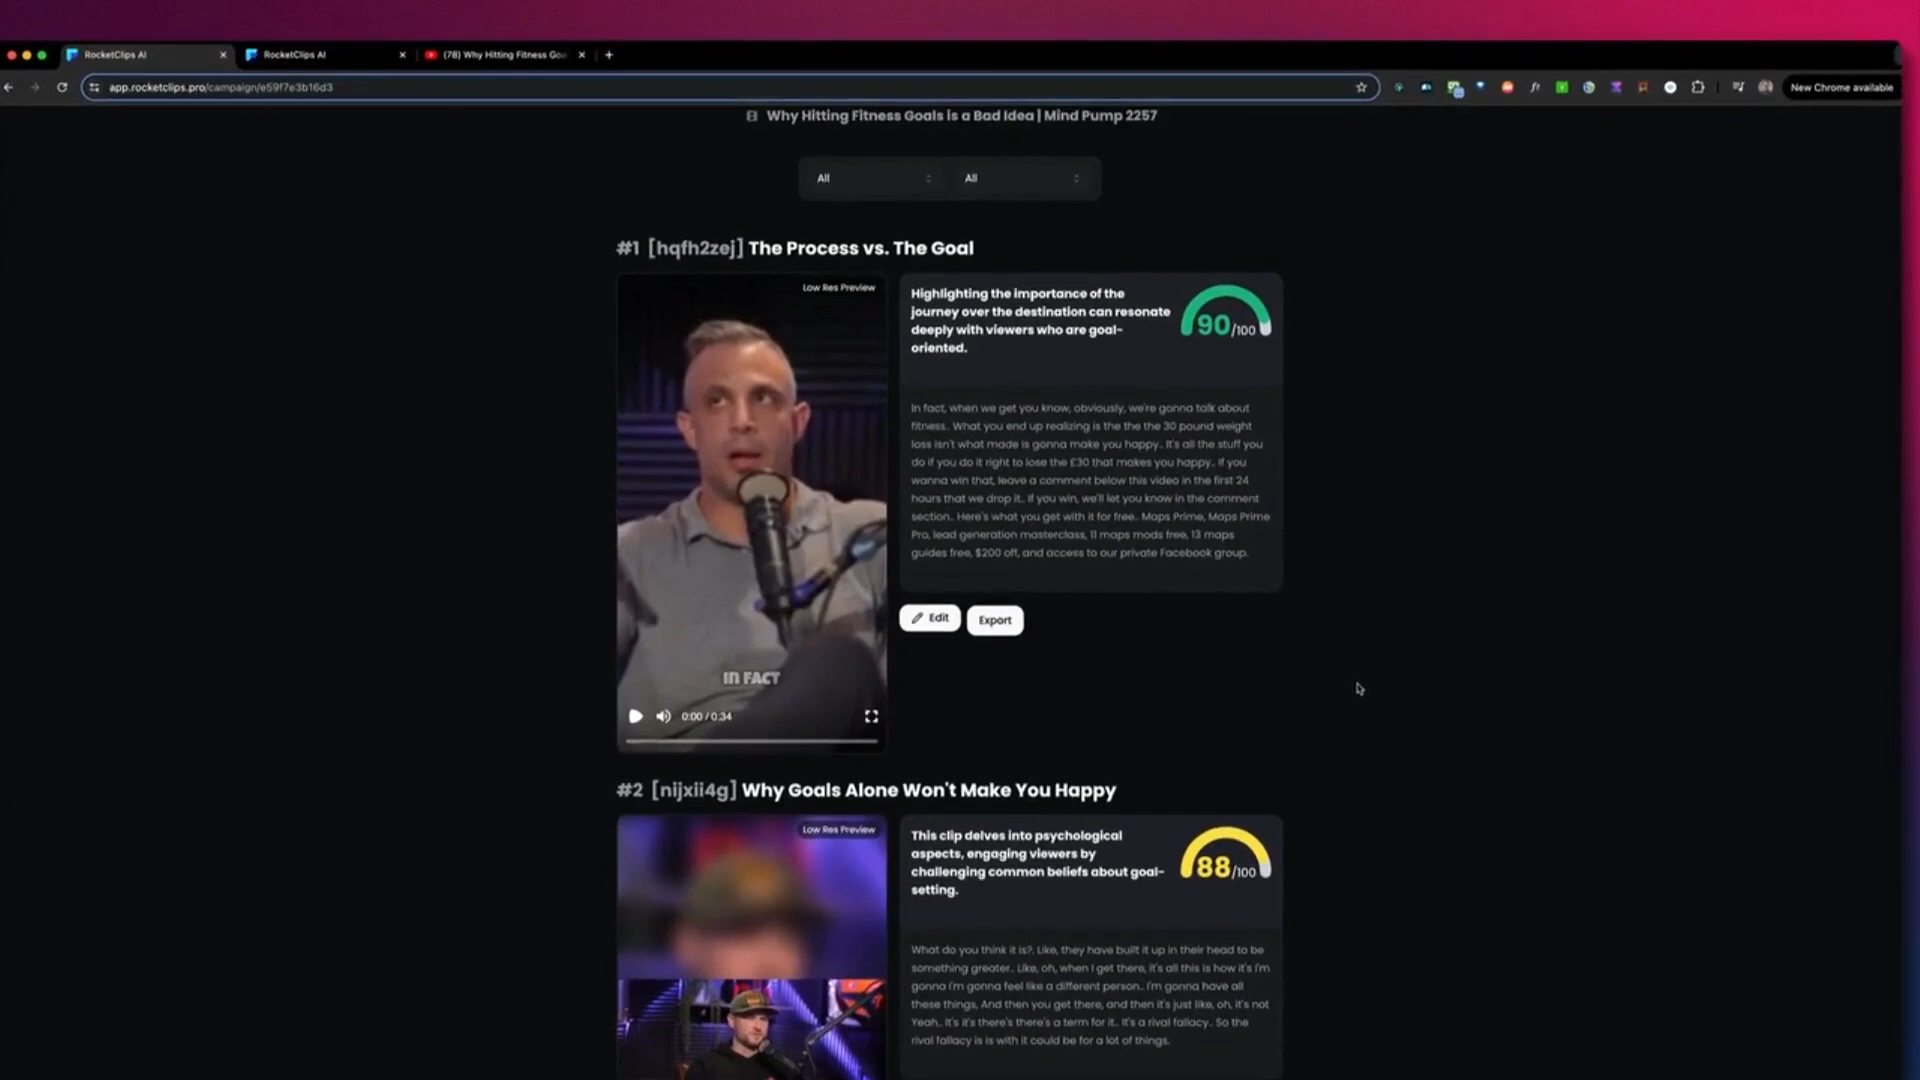 RocketClips AI
RocketClips AI
(78) Why Hitting Fitness Goa
app.rocketclips.pro/campaign/e59f7e3b16d3
New Chrome available
Why Hitting Fitness Goals is a Bad Idea | Mind Pump 2257
All
All
#1 [hqfh2zej] The Process vs. The Goal
Low Res Preview
IN FACT
0:00 / 0:34
Highlighting the importance of the
journey over the destination can resonate
deeply with viewers who are goal-
oriented.
90/100
In fact, when we get you know, obviously, we're gonna talk about
fitness.. What you end up realizing is the the the 30 pound weight
loss isn't what made is gonna make you happy.. It's all the stuff you
do if you do it right to lose the £30 that makes you happy.. If you
wanna win that, leave a comment below this video in the first 24
hours that we drop it.. If you win, we'll let you know in the comment
section.. Here's what you get with it for free.. Maps Prime, Maps Prime
Pro, lead generation masterclass, 11 maps mods free, 13 maps
guides free, $200 off, and access to our private Facebook group.
Edit
Export
#2 [nijxii4g] Why Goals Alone Won't Make You Happy
Low Res Preview
This clip delves into psychological
aspects, engaging viewers by
challenging common beliefs about goal-
setting.
88/100
What do you think it is?. Like, they have built it up in their head to be
something greater.. Like, oh, when I get there, it's all this is how it's I'm
gonna I'm gonna feel like a different person.. I'm gonna have all
these things, And then you get there, and then it's just like, oh, it's not
Yeah.. It's it's there's there's a term for it.. It's a rival fallacy.. So the
rival fallacy is is with it could be for a lot of things.